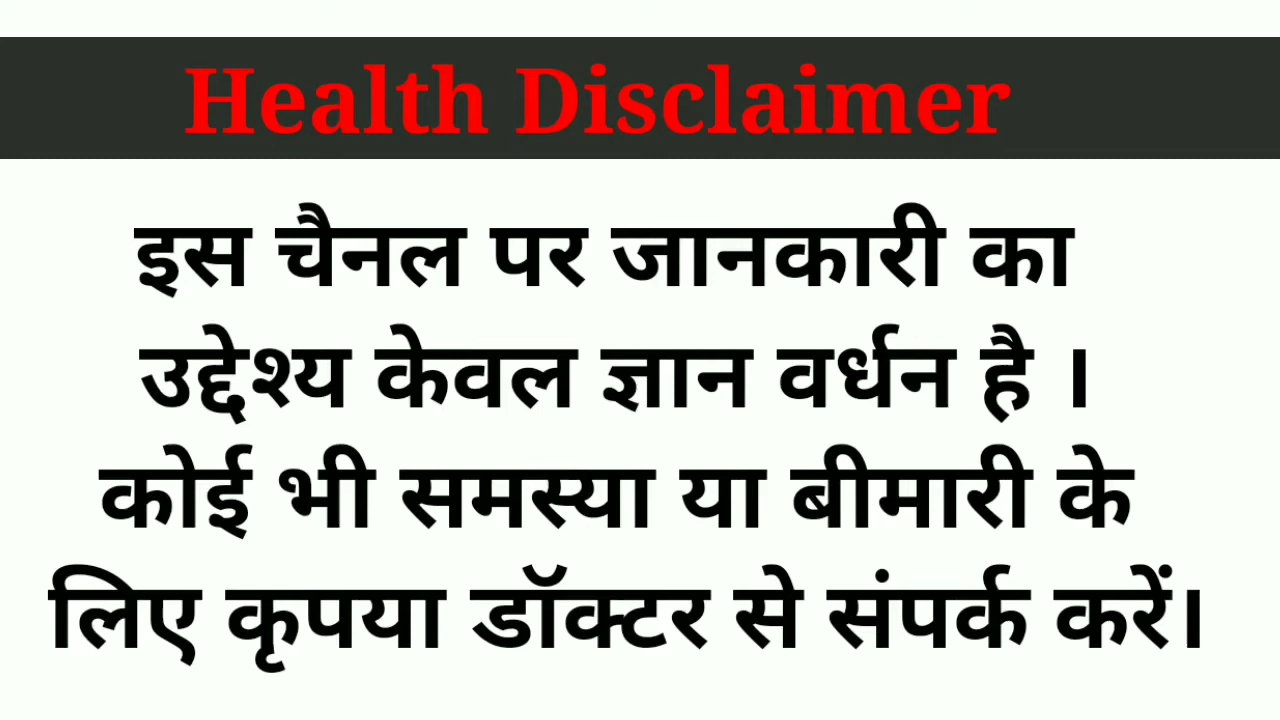 Health Disclaimer
इस चैनल पर जानकारी का
उद्देश्य केवल ज्ञान वर्धन है ।
कोई भी समस्या या बीमारी के
लिए कृपया डॉक्टर से संपर्क करें।